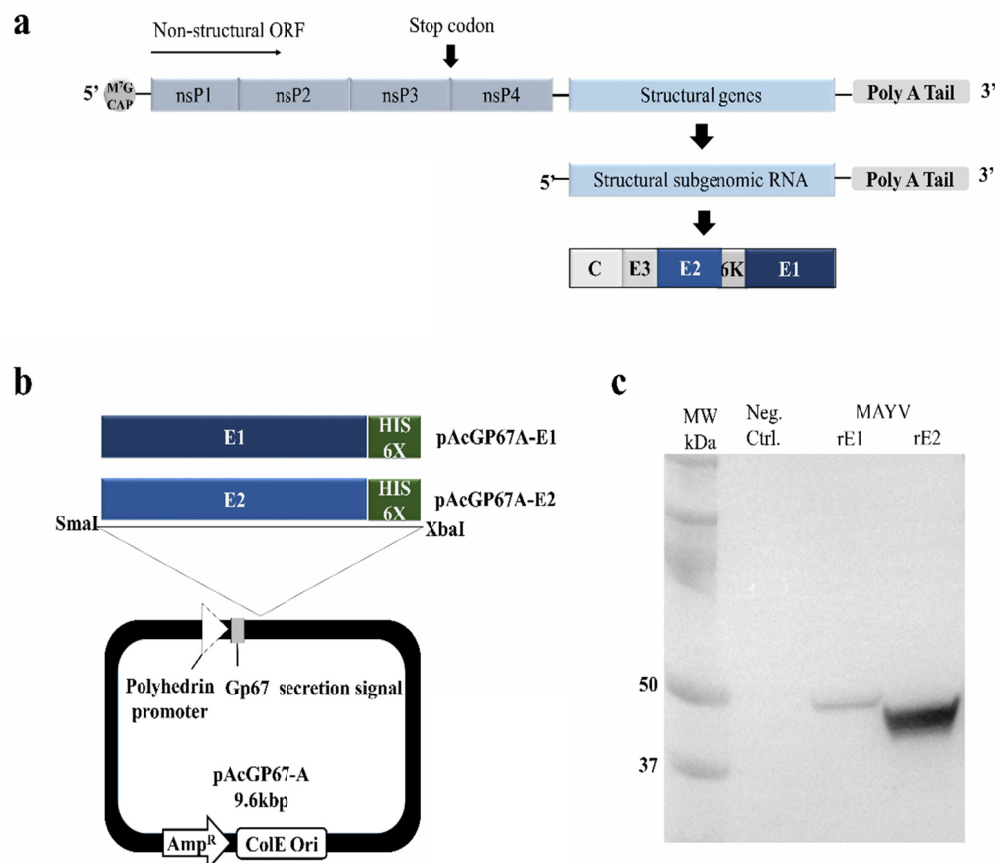 a
Non-structural ORF
Stop codon
5’ M⁷G CAP nsP1 nsP2 nsP3 nsP4 Structural genes Poly A Tail 3’
5’ Structural subgenomic RNA Poly A Tail 3’
C E3 E2 6K E1
b
E1 HIS 6X pAcGP67A-E1
E2 HIS 6X pAcGP67A-E2
SmaI XbaI
Polyhedrin promoter
Gp67 secretion signal
pAcGP67-A
9.6kbp
Ampᴿ ColE Ori
c
MW kDa
Neg. Ctrl.
MAYV
rE1 rE2
50
37